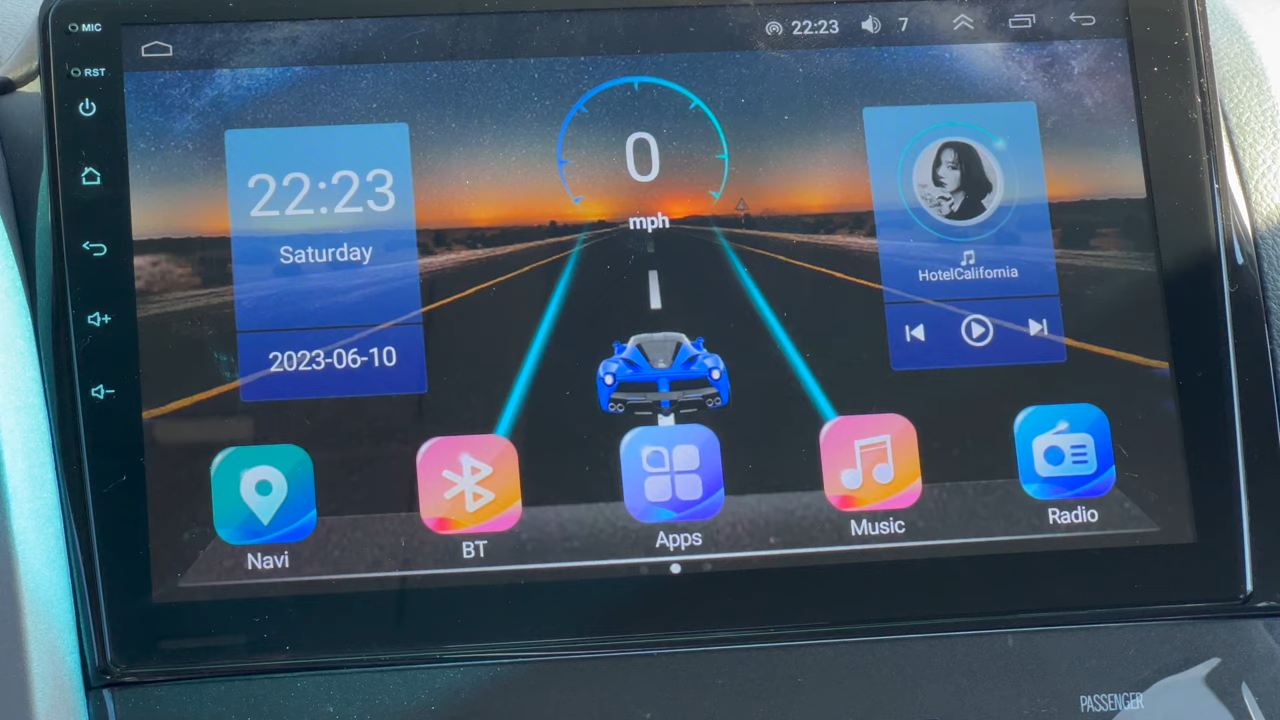 MIC
22:23 7
RST
22:23
Saturday
2023-06-10
0
mph
HotelCalifornia
Navi
BT
Apps
Music
Radio
PASSENGER